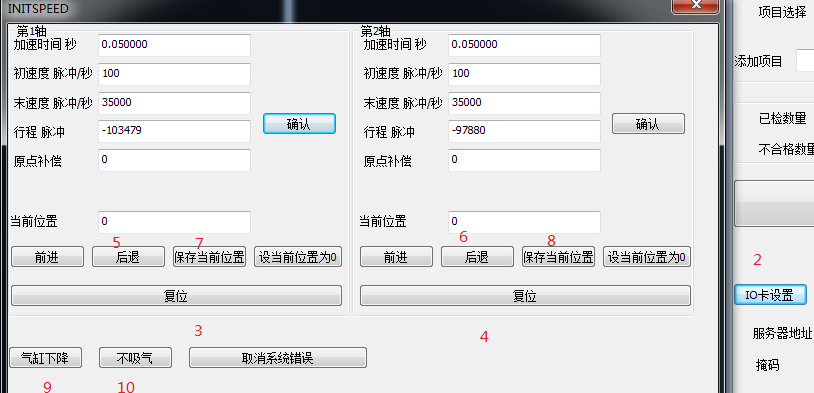 INITSPEED
第1轴
加速时间 秒 0.050000
初速度 脉冲/秒 100
末速度 脉冲/秒 35000
行程 脉冲 -103479
确认
原点补偿 0
当前位置 0
5 7
前进 后退 保存当前位置 设当前位置为0
复位
3
第2轴
加速时间 秒 0.050000
初速度 脉冲/秒 100
末速度 脉冲/秒 35000
行程 脉冲 -97880
确认
原点补偿 0
当前位置 0
6 8
前进 后退 保存当前位置 设当前位置为0
复位
4
气缸下降 不吸气 取消系统错误
9 10
项目选择
添加项目
已检数量
不合格数量
2
IO卡设置
服务器地址
掩码